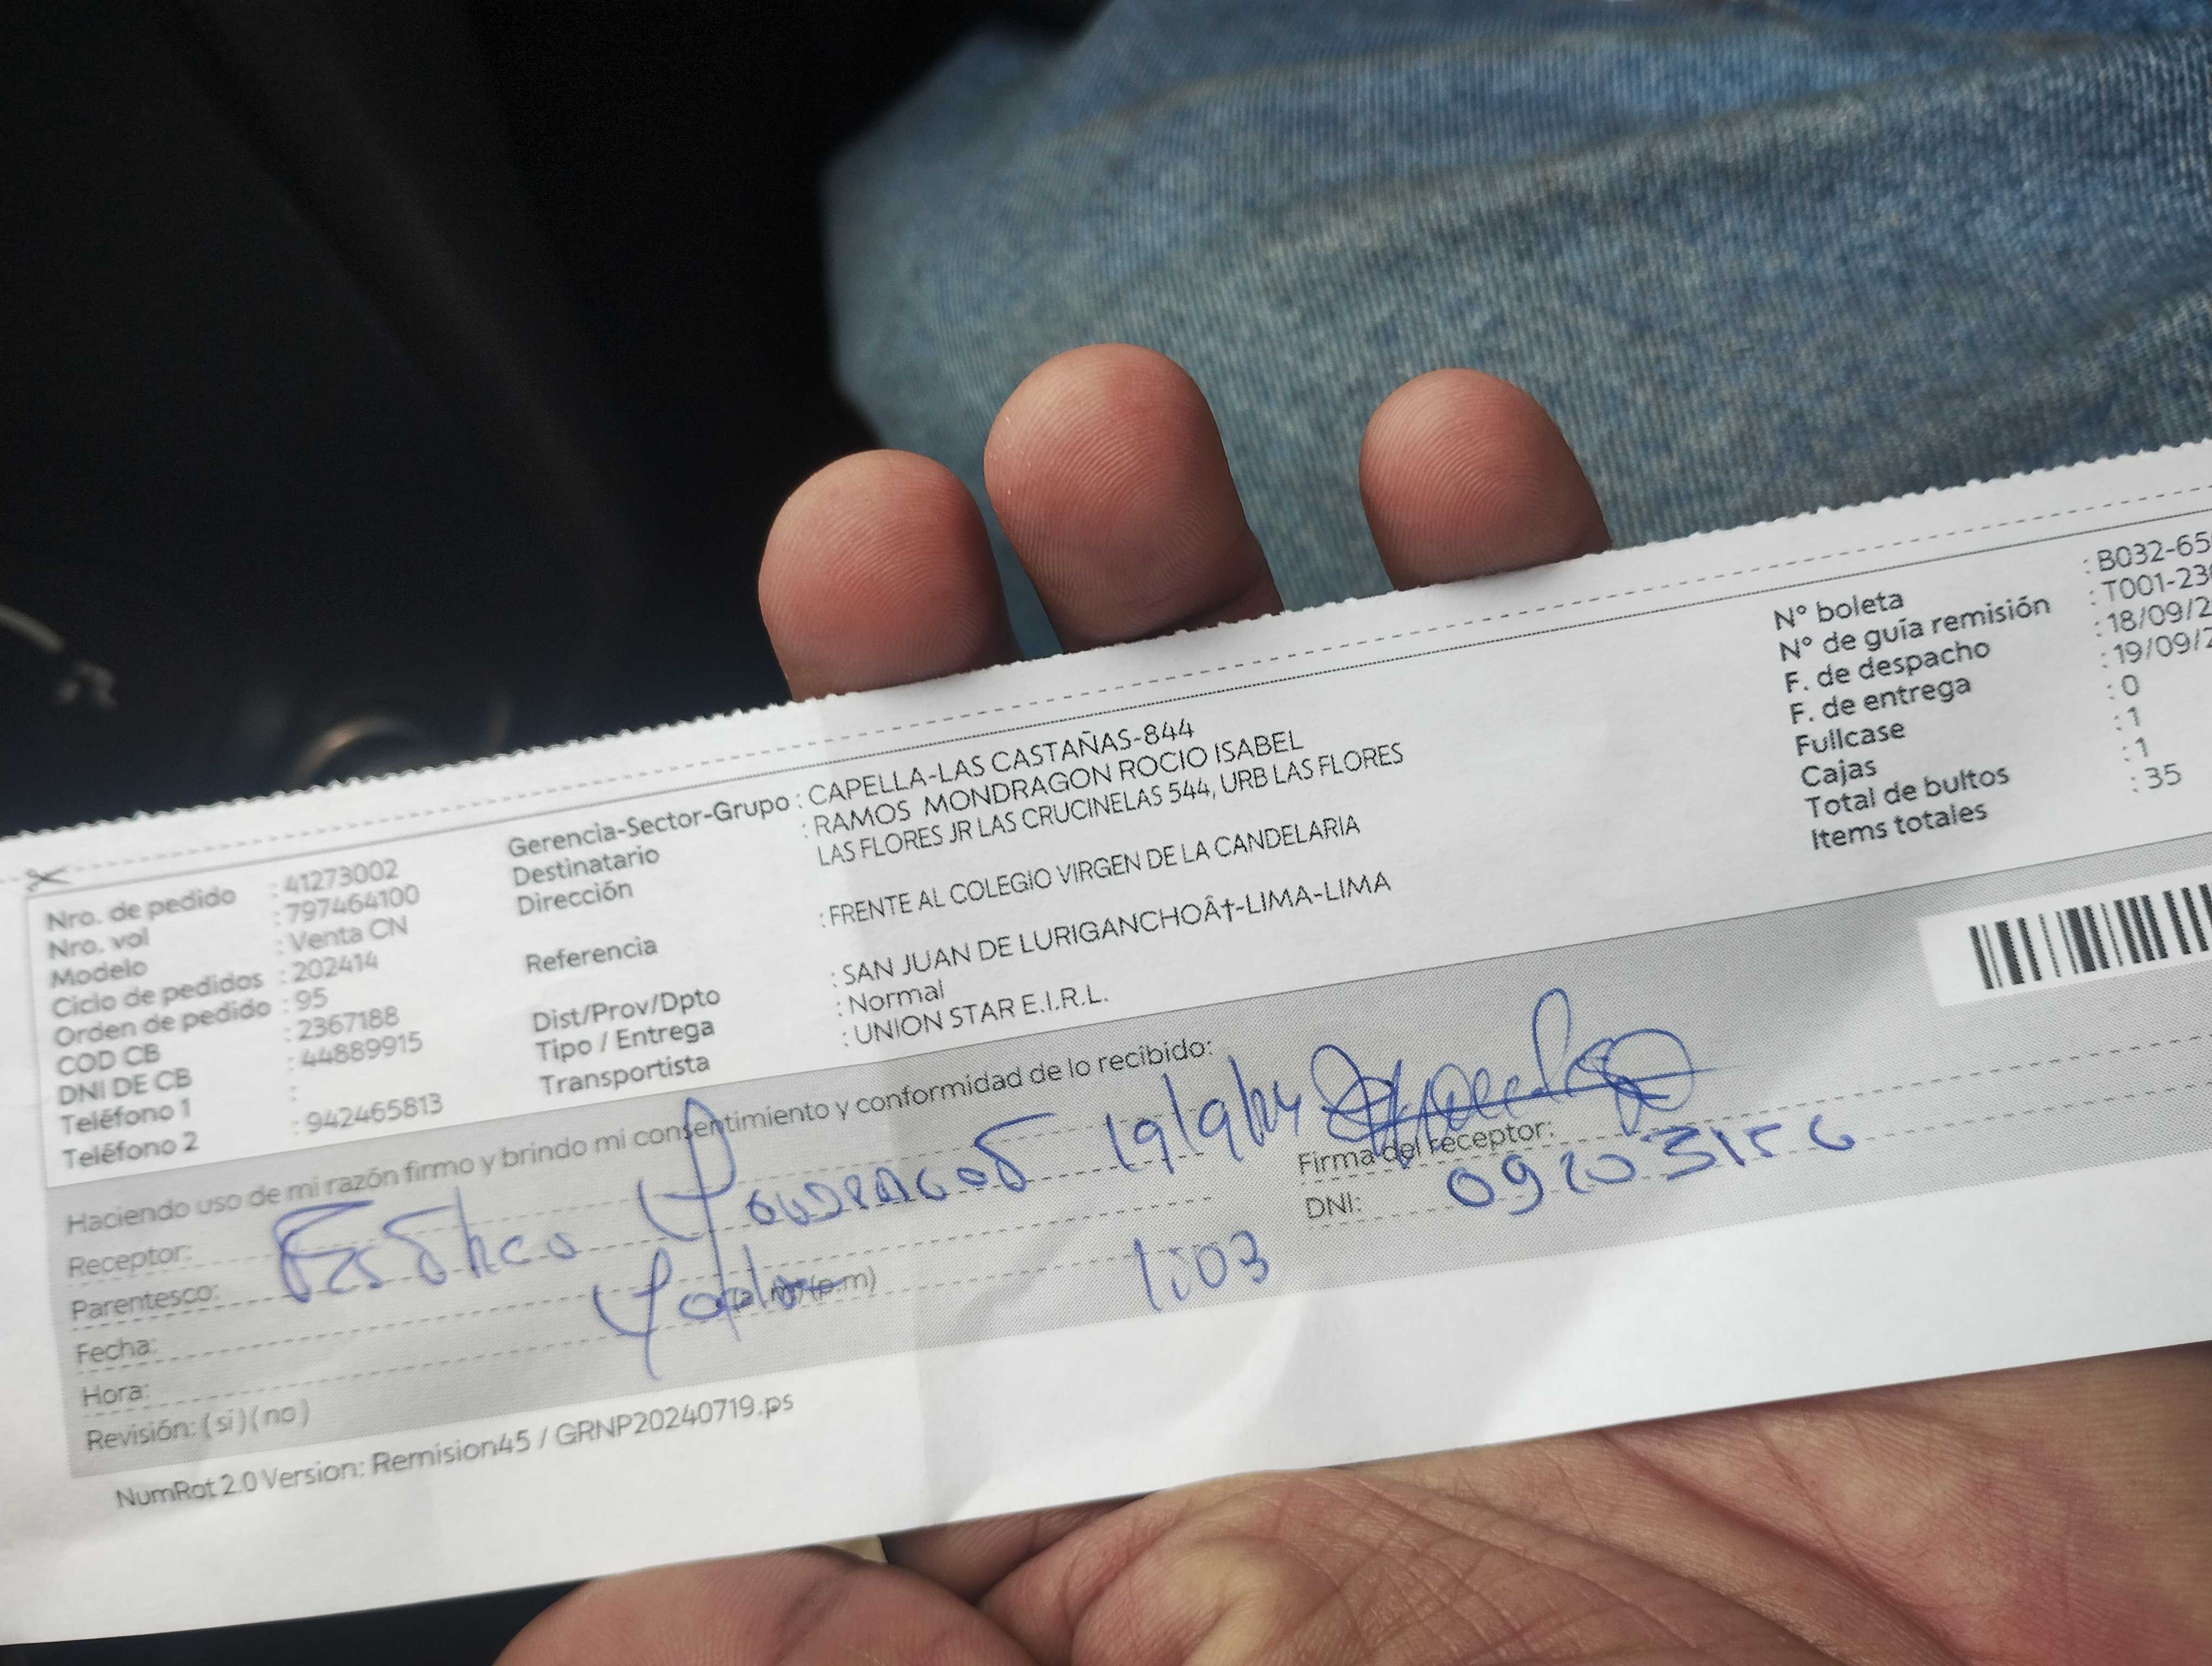 Nro. de pedido : 41273002
Nro. vol : 797464100
Modelo : Venta CN
Ciclo de pedidos : 202414
Orden de pedido : 95
COD CB : 2367188
DNI DE CB : 44889915
Teléfono 1 :
Teléfono 2 : 942465813
Gerencia-Sector-Grupo : CAPELLA-LAS CASTAÑAS-844
Destinatario : RAMOS MONDRAGON ROCIO ISABEL
Dirección LAS FLORES JR LAS CRUCINELAS 544, URB LAS FLORES
Referencia : FRENTE AL COLEGIO VIRGEN DE LA CANDELARIA
Dist/Prov/Dpto : SAN JUAN DE LURIGANCHOÂ†-LIMA-LIMA
Tipo / Entrega : Normal
Transportista : UNION STAR E.I.R.L.
N° boleta : B032-65
N° de guía remisión : T001-23
F. de despacho : 18/09/2
F. de entrega : 19/09/2
Fullcase : 0
Cajas : 1
Total de bultos : 1
Items totales : 35
Haciendo uso de mi razón firmo y brindo mi consentimiento y conformidad de lo recibido:
Receptor:
Parentesco:
19/9/24
Firma del receptor:
Fecha:
(a.m) (p.m)
1:03
DNI: 09203156
Hora:
Revisión: (si) (no)
NumRot 2.0 Version: Remision45 / GRNP20240719.ps